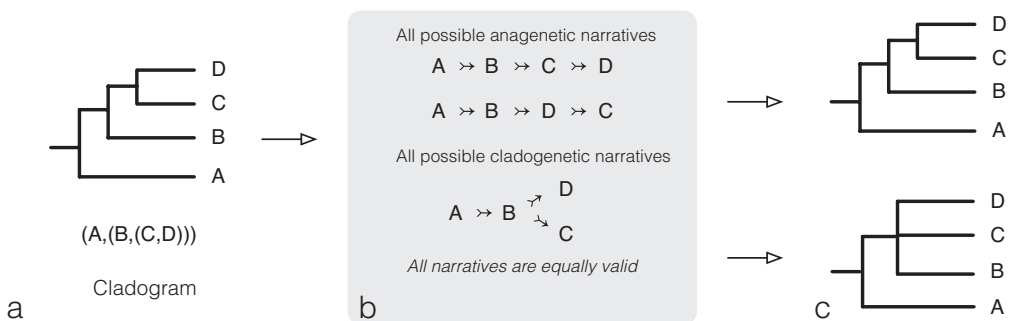 D
C
B
A
(A,(B,(C,D)))
Cladogram
a
All possible anagenetic narratives
A ↣ B ↣ C ↣ D
A ↣ B ↣ D ↣ C
All possible cladogenetic narratives
D
A ↣ B
C
All narratives are equally valid
b
D
C
B
A
D
C
B
A
c